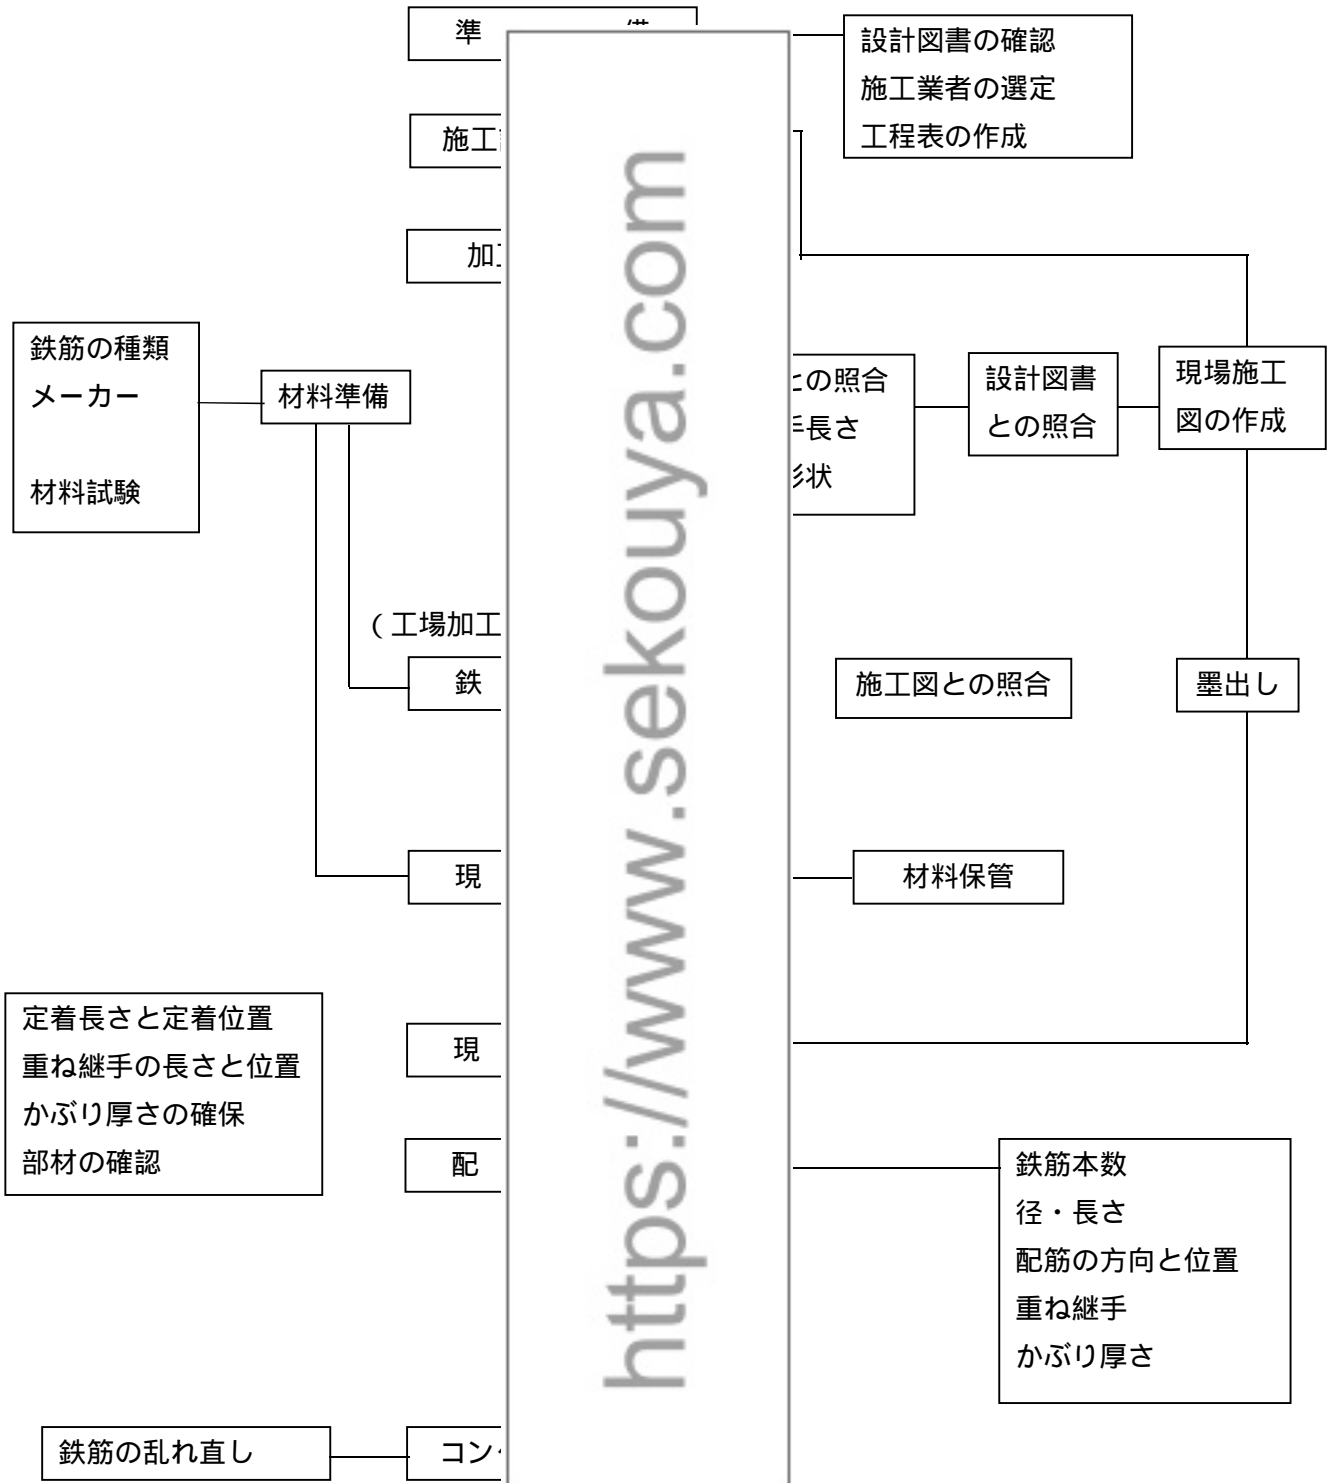 準 備
設計図書の確認
施工業者の選定
工程表の作成
施工
加
鉄筋の種類
メーカー
材料試験
材料準備
との照合
手長さ
形状
設計図書
との照合
現場施工
図の作成
(工場加工
鉄
施工図との照合
墨出し
現
材料保管
定着長さと定着位置
重ね継手の長さと位置
かぶり厚さの確保
部材の確認
現
配
鉄筋本数
径・長さ
配筋の方向と位置
重ね継手
かぶり厚さ
鉄筋の乱れ直し
コン
https://www.sekouya.com